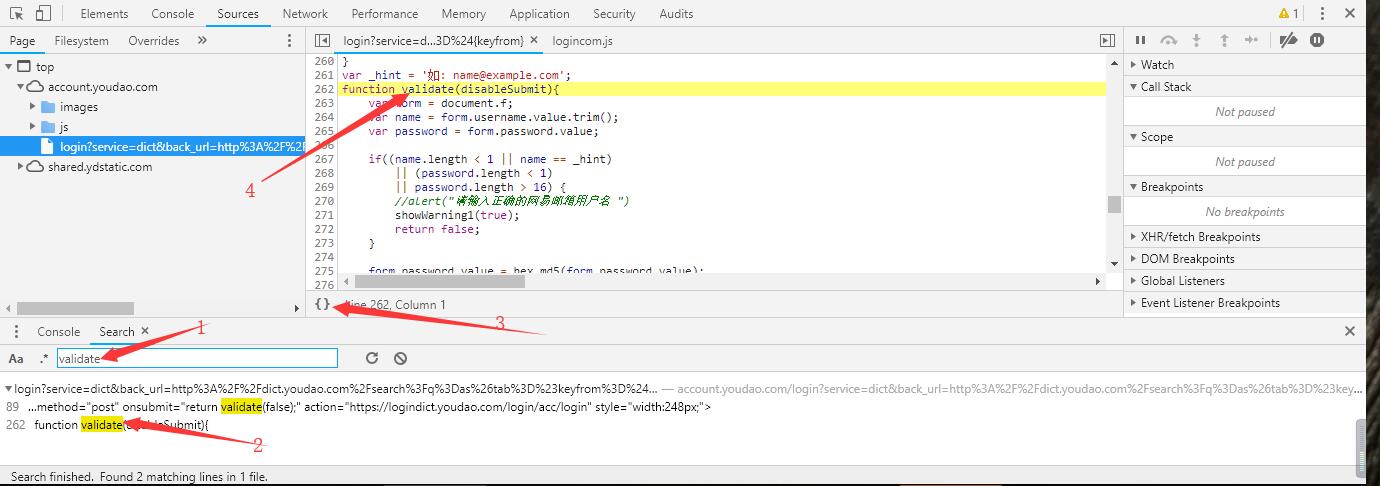 Elements Console Sources Network Performance Memory Application Security Audits 1
Page Filesystem Overrides »
login?service=d...3D%24{keyfrom} × logincom.js
top
account.youdao.com
images
js
login?service=dict&back_url=http%3A%2F%2F
shared.ydstatic.com
260 }
261 var _hint = '如: name@example.com';
262 function validate(disableSubmit){
263 var form = document.f;
264 var name = form.username.value.trim();
265 var password = form.password.value;
266
267 if((name.length < 1 || name == _hint)
268 || (password.length < 1)
269 || password.length > 16) {
270 //alert("请输入正确的网易邮箱用户名 ")
271 showWarning1(true);
272 return false;
273 }
274
275 form.password.value = hex_md5(form.password.value);
276
{} Line 262, Column 1
Watch
Call Stack
Not paused
Scope
Not paused
Breakpoints
No breakpoints
XHR/fetch Breakpoints
DOM Breakpoints
Global Listeners
Event Listener Breakpoints
4
3
Console Search ×
1
Aa .* validate
login?service=dict&back_url=http%3A%2F%2Fdict.youdao.com%2Fsearch%3Fq%3Das%26tab%3D%23keyfrom%3D%24... — account.youdao.com/login?service=dict&back_url=http%3A%2F%2Fdict.youdao.com%2Fsearch%3Fq%3Das%26tab%3D%23key...
89 ...method="post" onsubmit="return validate(false);" action="https://logindict.youdao.com/login/acc/login" style="width:248px;">
262 function validate(disableSubmit){
2
Search finished. Found 2 matching lines in 1 file.